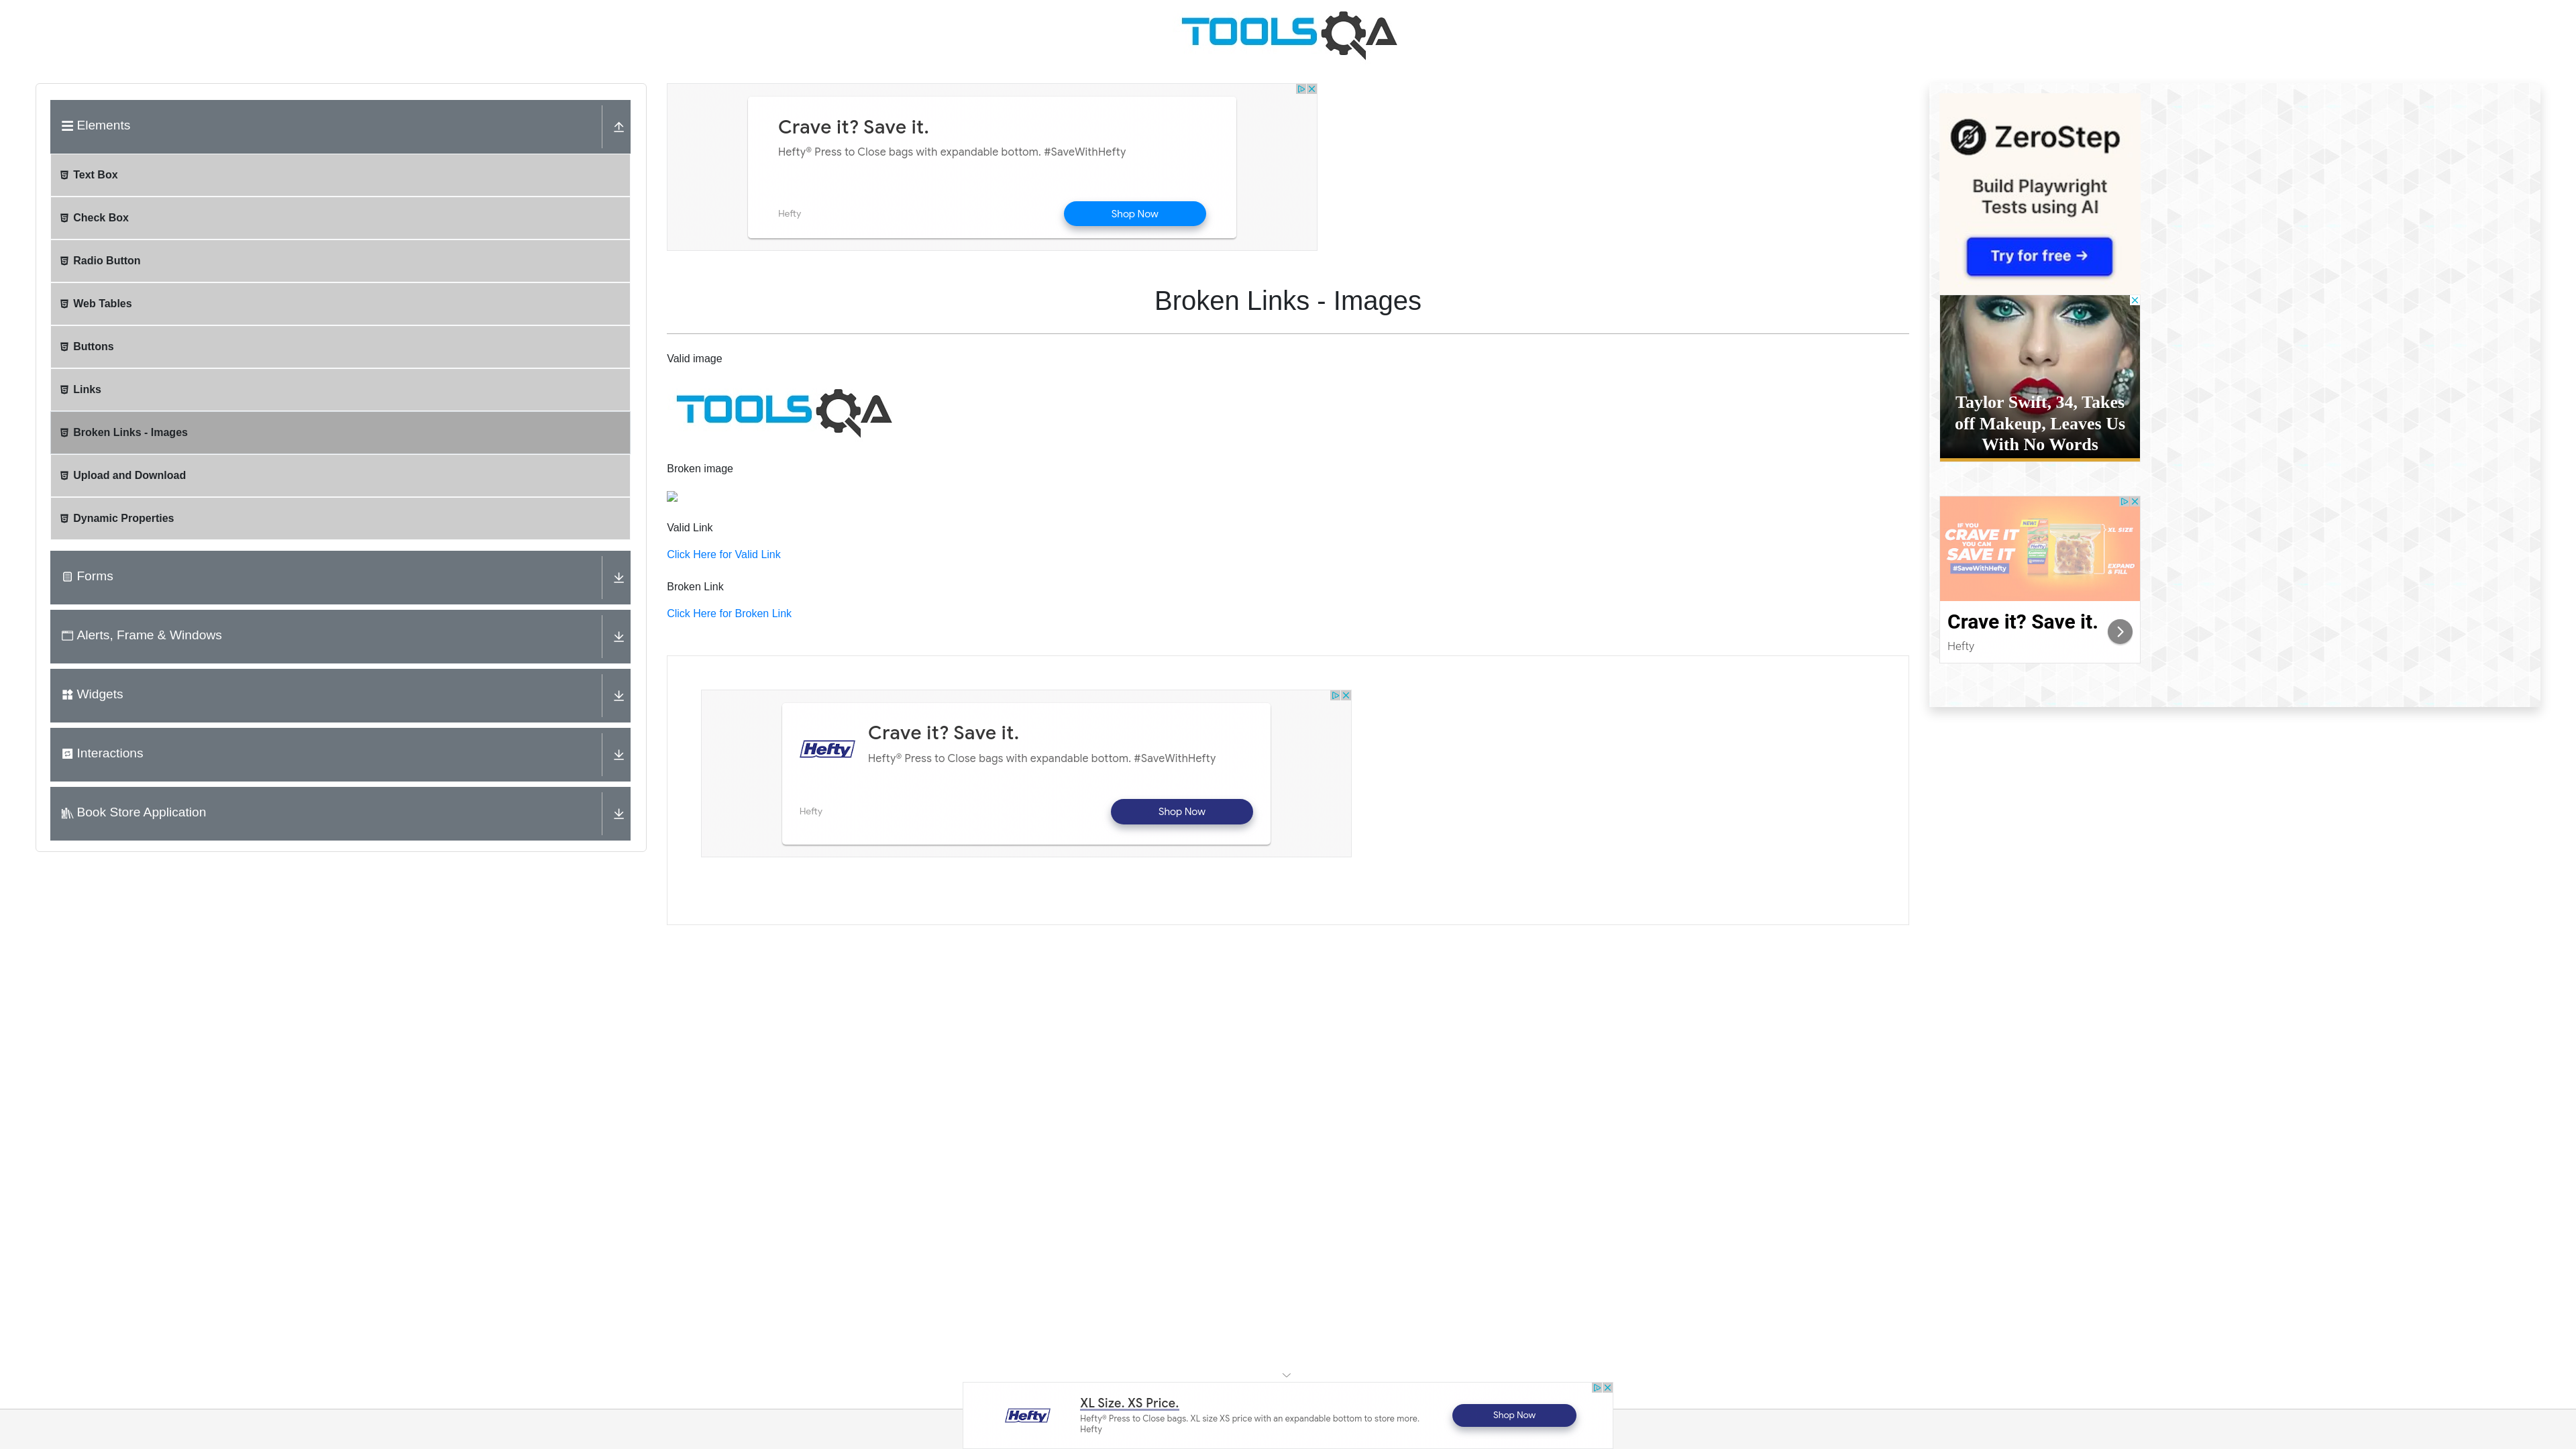 TOOLSQA
Elements
Text Box
Check Box
Radio Button
Web Tables
Buttons
Links
Broken Links - Images
Upload and Download
Dynamic Properties
Forms
Alerts, Frame & Windows
Widgets
Interactions
Book Store Application
Crave it? Save it.
Hefty® Press to Close bags with expandable bottom. #SaveWithHefty
Hefty
Shop Now
Broken Links - Images
Valid image
TOOLSQA
Broken image
Valid Link
Click Here for Valid Link
Broken Link
Click Here for Broken Link
Hefty
Crave it? Save it.
Hefty® Press to Close bags with expandable bottom. #SaveWithHefty
Hefty
Shop Now
ZeroStep
Build Playwright
Tests using AI
Try for free →
Taylor Swift, 34, Takes
off Makeup, Leaves Us
With No Words
IF YOU
CRAVE IT
YOU CAN
SAVE IT
#SaveWithHefty
NEW!
XL SIZE
EXPAND
& FILL
Crave it? Save it.
Hefty
Hefty
XL Size. XS Price.
Hefty® Press to Close bags. XL size XS price with an expandable bottom to store more.
Hefty
Shop Now